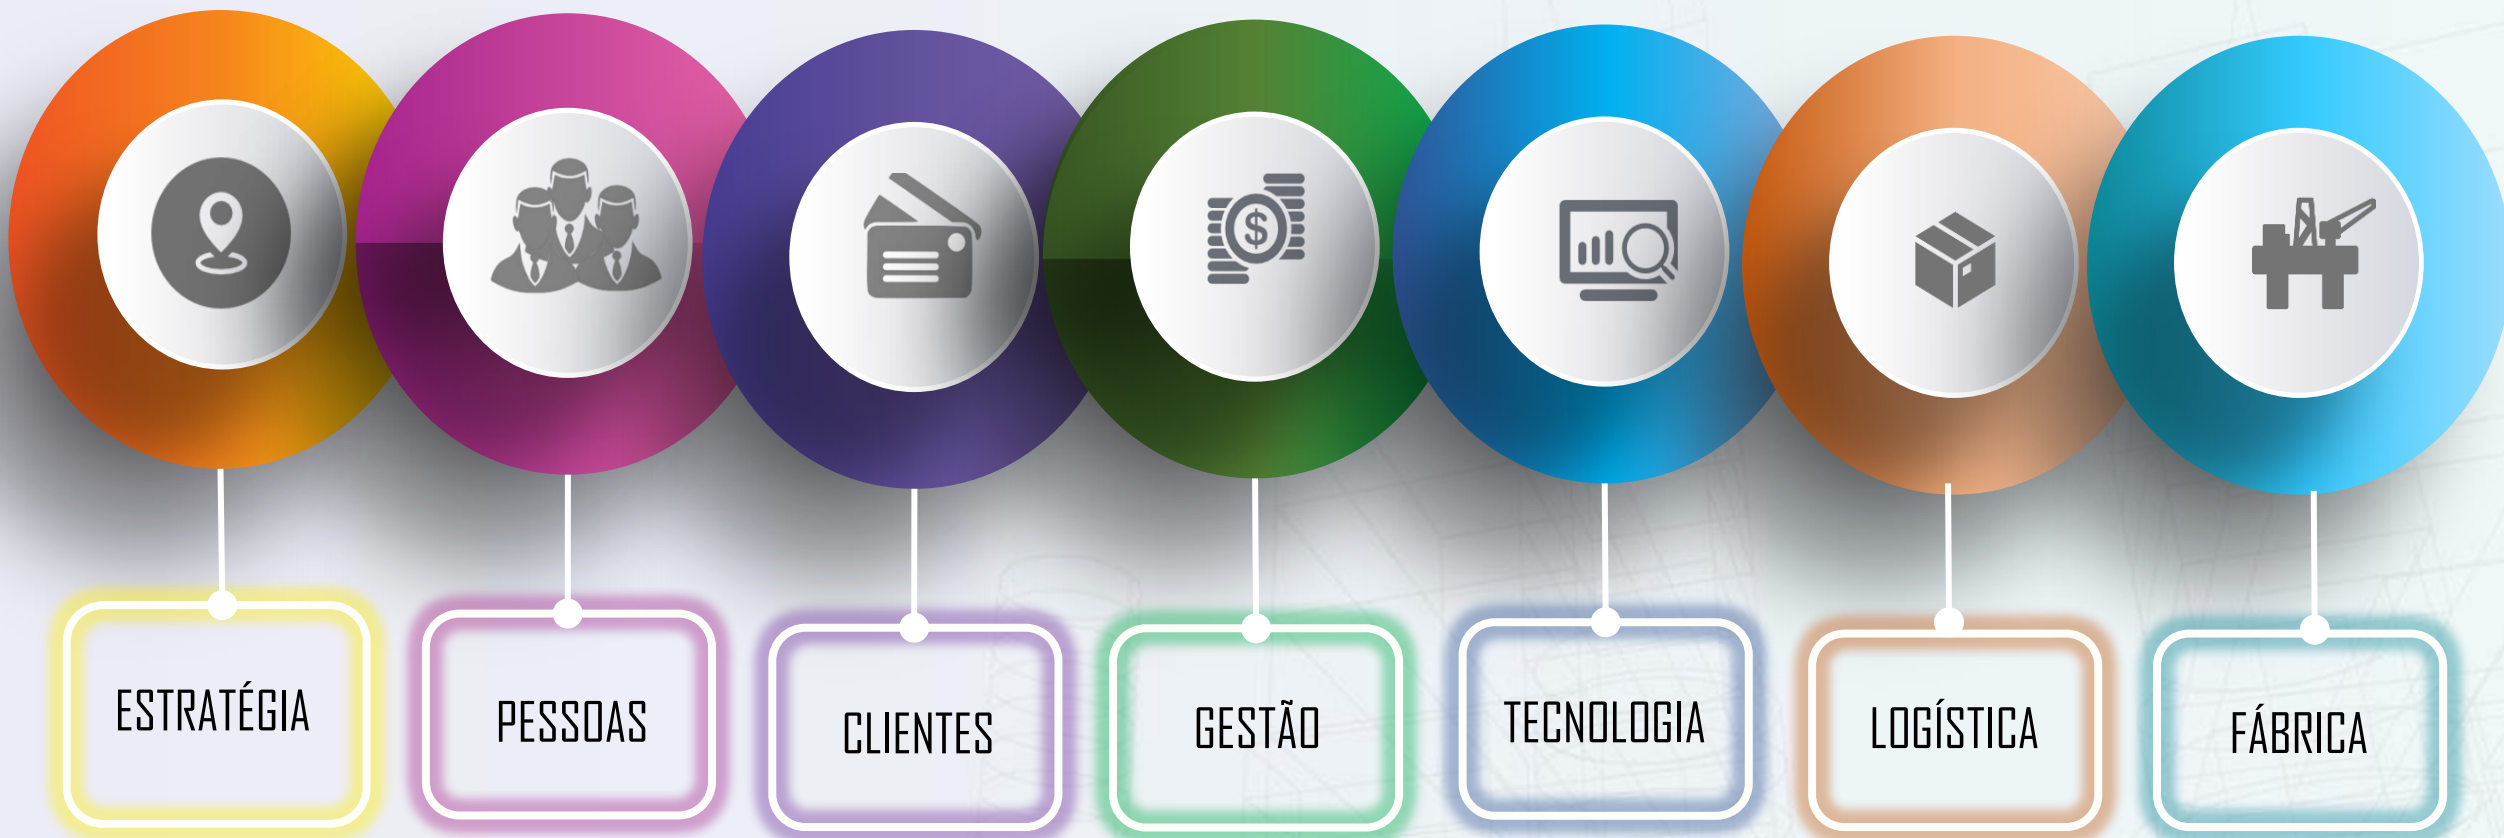 ESTRATÉGIA
PESSOAS
CLIENTES
GESTÃO
TECNOLOGIA
LOGÍSTICA
FÁBRICA
$